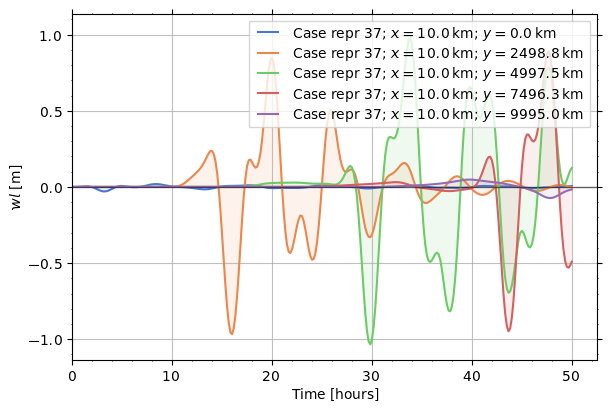 Case repr 37; x = 10.0 km; y = 0.0 km
Case repr 37; x = 10.0 km; y = 2498.8 km
Case repr 37; x = 10.0 km; y = 4997.5 km
Case repr 37; x = 10.0 km; y = 7496.3 km
Case repr 37; x = 10.0 km; y = 9995.0 km
1.0
0.5
0.0
−0.5
−1.0
wl [m]
0 10 20 30 40 50
Time [hours]